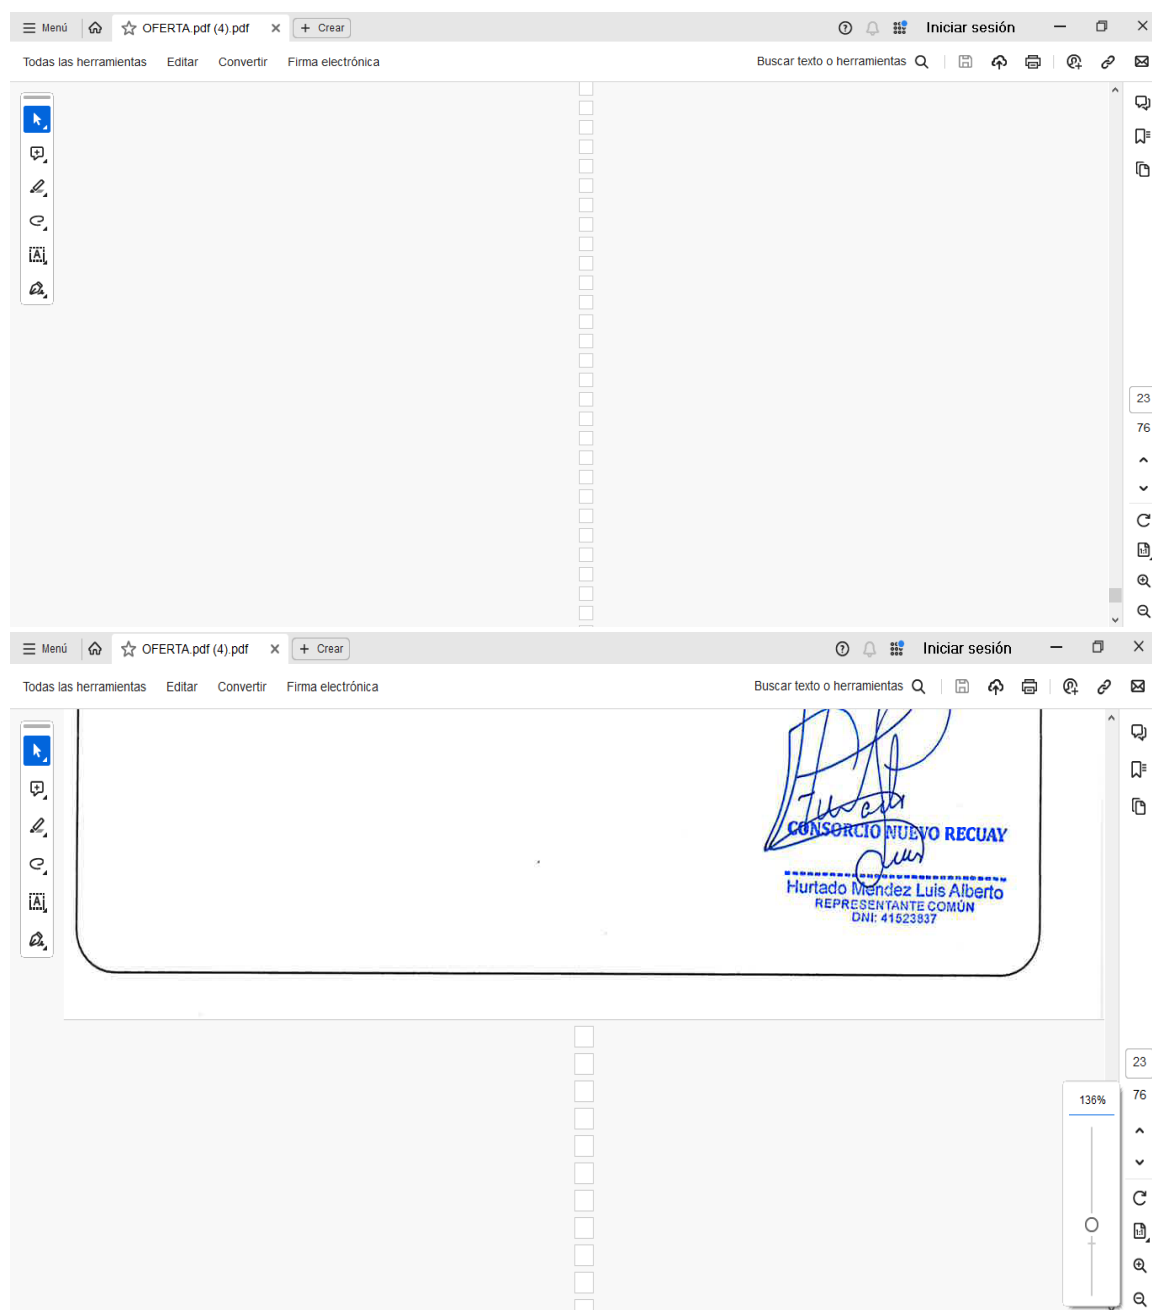 Menú OFERTA.pdf (4).pdf × + Crear Iniciar sesión
Todas las herramientas Editar Convertir Firma electrónica Buscar texto o herramientas
23
76
Menú OFERTA.pdf (4).pdf × + Crear Iniciar sesión
Todas las herramientas Editar Convertir Firma electrónica Buscar texto o herramientas
CONSORCIO NUEVO RECUAY
Hurtado Méndez Luis Alberto
REPRESENTANTE COMÚN
DNI: 41523837
23
136%
76